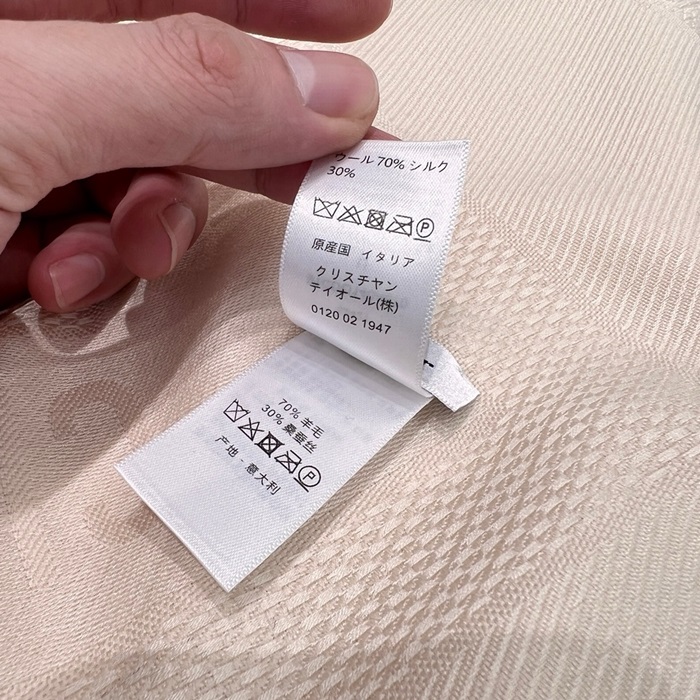 ウール 70% シルク
30%
P
原産国 イタリア
クリスチャン
ディオール(株)
0120 02 1947
70% 羊毛
30% 桑蚕丝
P
产地 - 意大利